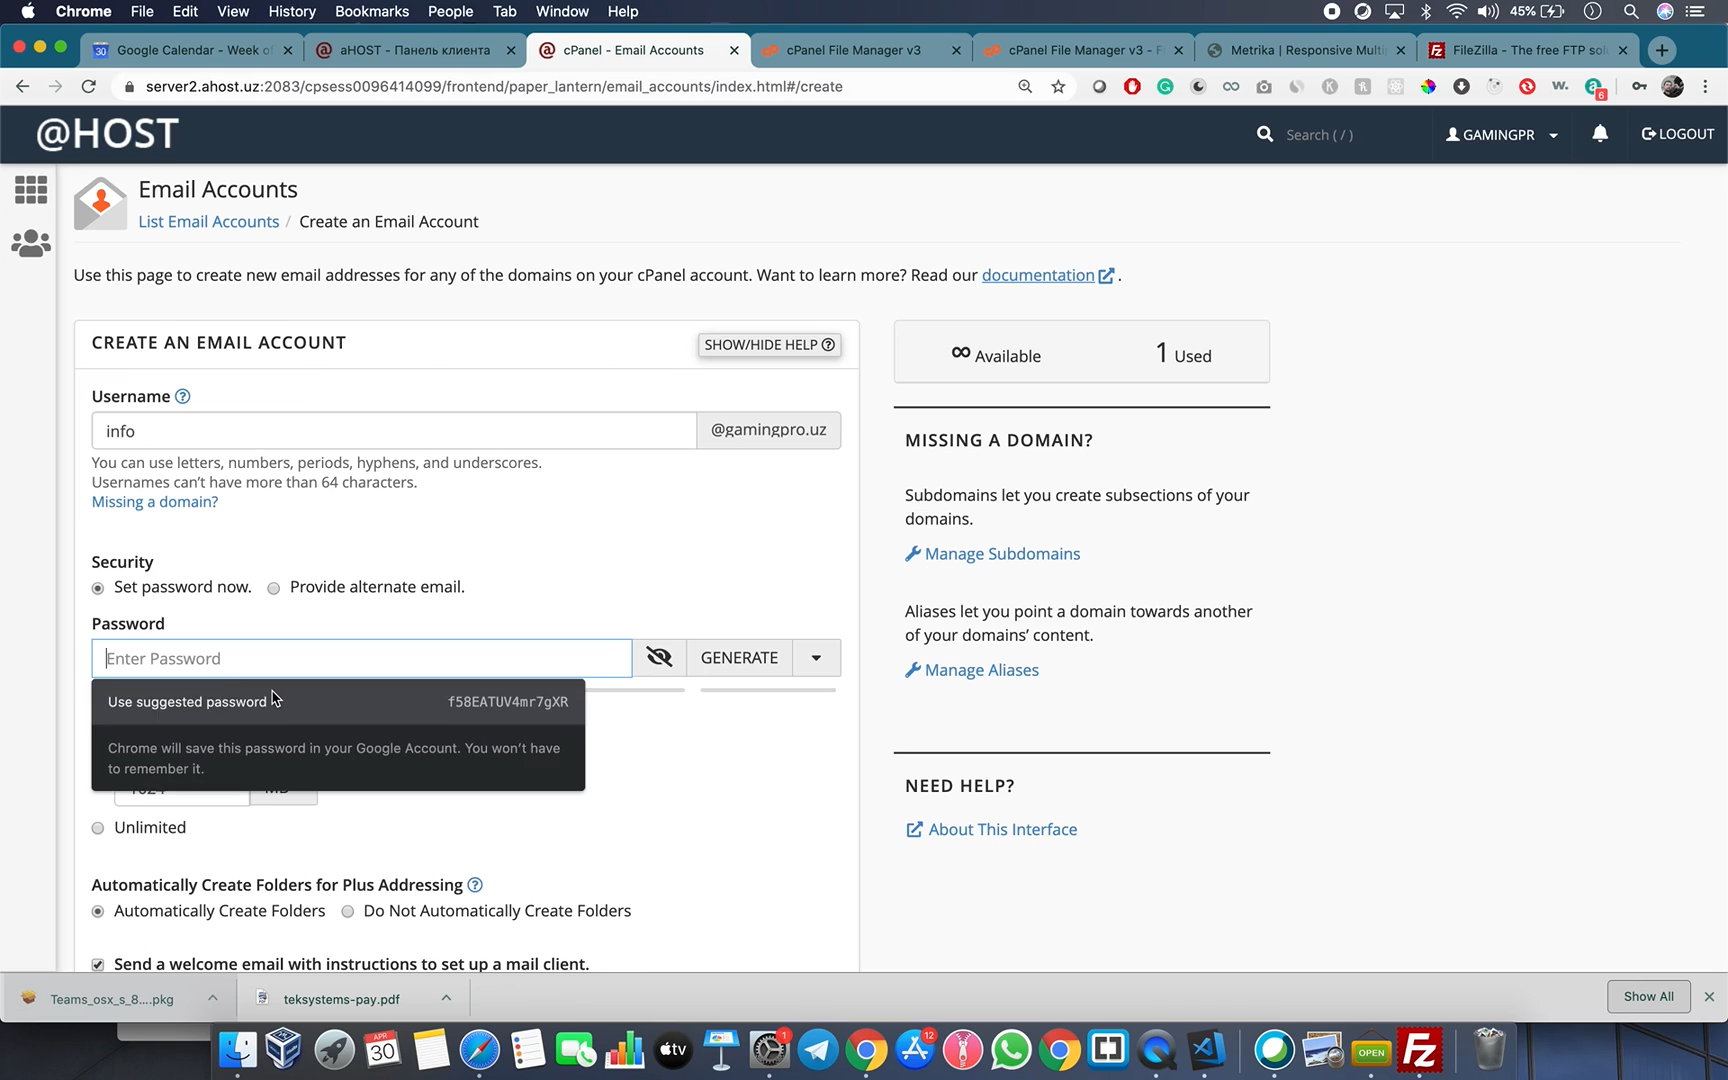 Chrome File Edit View History Bookmarks People Tab Window Help 45%
Google Calendar - Week of
aHOST - Панель клиента
cPanel - Email Accounts
cPanel File Manager v3
cPanel File Manager v3 - F
Metrika | Responsive Multi
FileZilla - The free FTP sol
server2.ahost.uz:2083/cpsess0096414099/frontend/paper_lantern/email_accounts/index.html#/create
@HOST
Search ( / )
GAMINGPR
LOGOUT
Email Accounts
List Email Accounts / Create an Email Account
Use this page to create new email addresses for any of the domains on your cPanel account. Want to learn more? Read our documentation .
CREATE AN EMAIL ACCOUNT
SHOW/HIDE HELP
Username
info
@gamingpro.uz
You can use letters, numbers, periods, hyphens, and underscores.
Usernames can't have more than 64 characters.
Missing a domain?
Security
Set password now. Provide alternate email.
Password
Enter Password
GENERATE
Use suggested password f58EATUV4mr7gXR
Chrome will save this password in your Google Account. You won't have
to remember it.
1024 MB
Unlimited
Automatically Create Folders for Plus Addressing
Automatically Create Folders Do Not Automatically Create Folders
Send a welcome email with instructions to set up a mail client.
∞ Available 1 Used
MISSING A DOMAIN?
Subdomains let you create subsections of your
domains.
Manage Subdomains
Aliases let you point a domain towards another
of your domains' content.
Manage Aliases
NEED HELP?
About This Interface
Teams_osx_s_8....pkg
teksystems-pay.pdf
Show All
APR
30
tv
1
12
OPEN
Fz